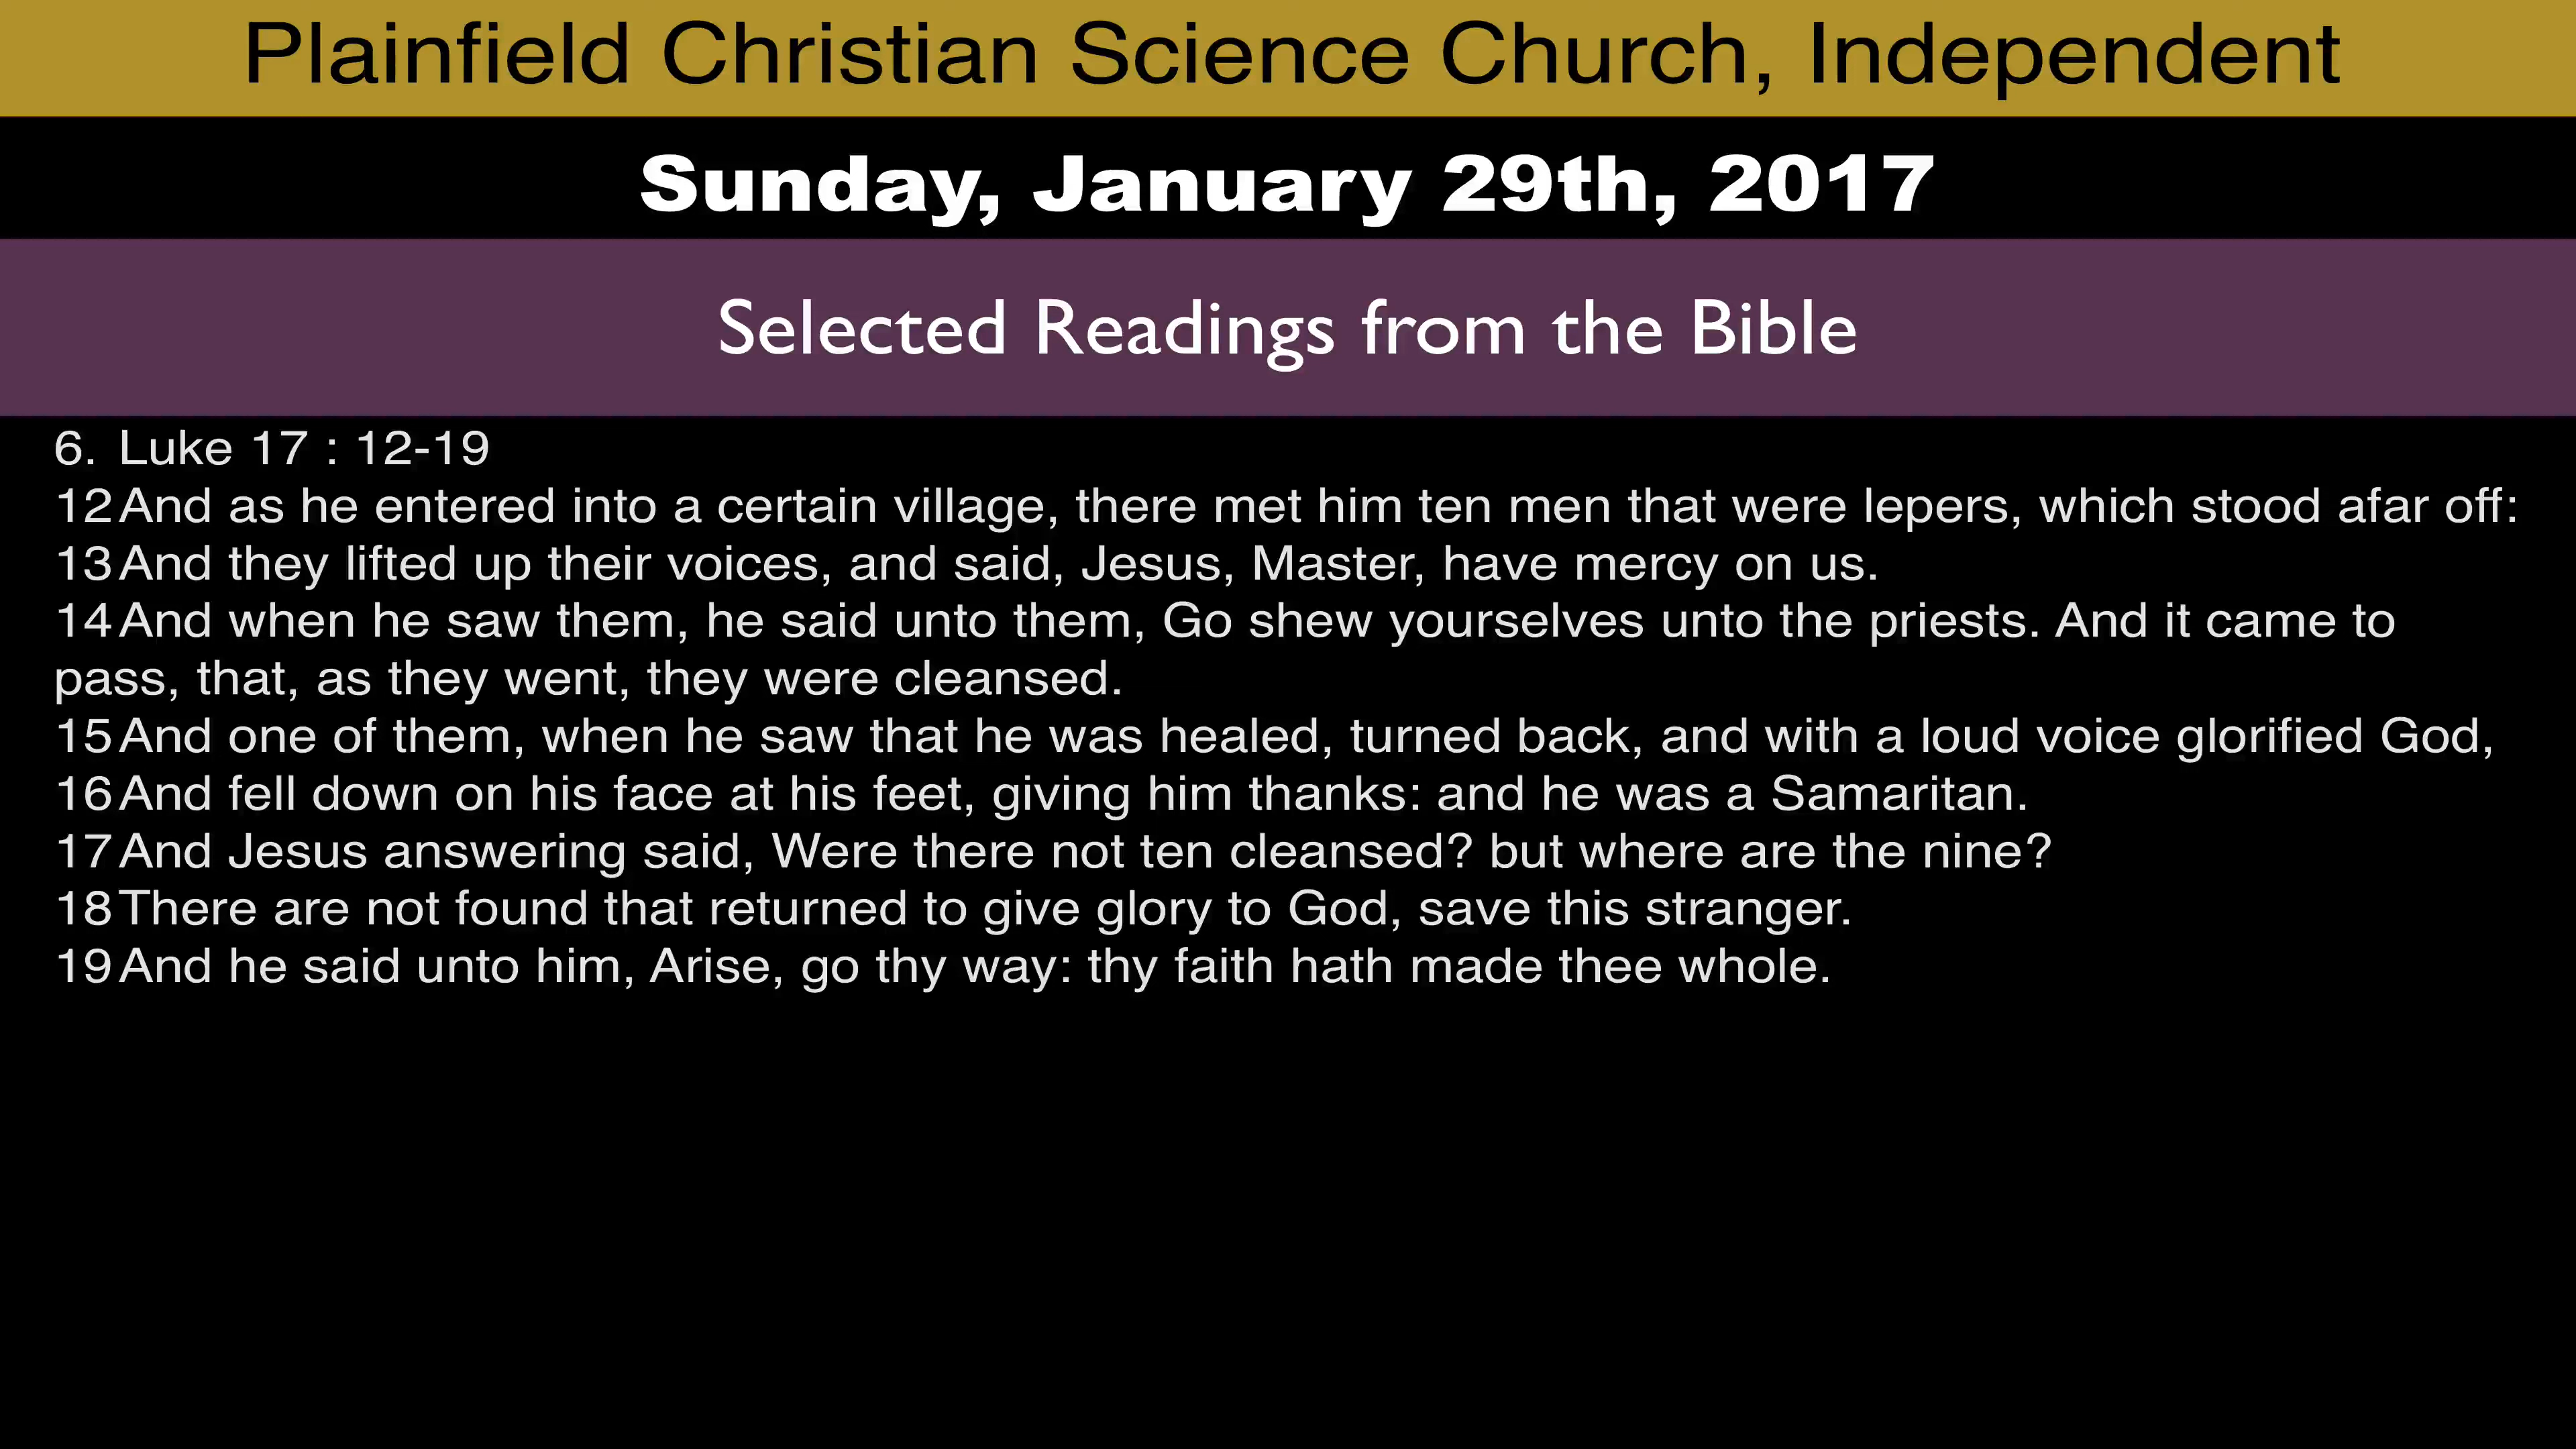 Plainfield Christian Science Church, Independent
Sunday, January 29th, 2017
Selected Readings from the Bible
6. Luke 17 : 12-19
12 And as he entered into a certain village, there met him ten men that were lepers, which stood afar off:
13 And they lifted up their voices, and said, Jesus, Master, have mercy on us.
14 And when he saw them, he said unto them, Go shew yourselves unto the priests. And it came to
pass, that, as they went, they were cleansed.
15 And one of them, when he saw that he was healed, turned back, and with a loud voice glorified God,
16 And fell down on his face at his feet, giving him thanks: and he was a Samaritan.
17 And Jesus answering said, Were there not ten cleansed? but where are the nine?
18 There are not found that returned to give glory to God, save this stranger.
19 And he said unto him, Arise, go thy way: thy faith hath made thee whole.